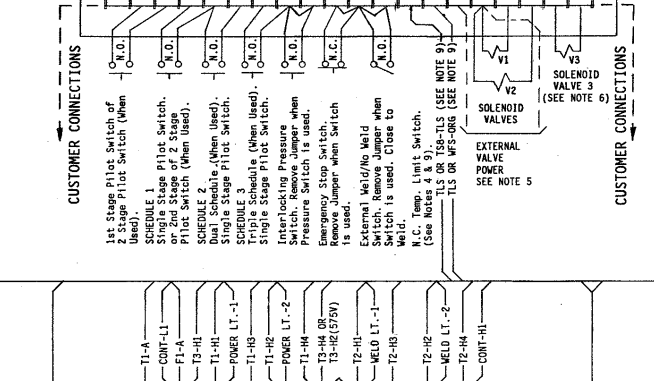 CUSTOMER CONNECTIONS
N.O.
N.O.
N.O.
N.O.
N.O.
N.C.
N.O.
1st Stage Pilot Switch of
2 Stage Pilot Switch (When
Used).
SCHEDULE 1
Single Stage Pilot Switch.
or 2nd Stage of 2 Stage
Pilot Switch (When Used).
SCHEDULE 2
Dual Schedule.(When Used).
Single Stage Pilot Switch.
SCHEDULE 3
Triple Schedule (When Used).
Single Stage Pilot Switch.
Interlocking Pressure
Switch. Remove Jumper when
Pressure Switch is used.
Emergency Stop Switch.
Remove Jumper when Switch
is used.
External Weld/No Weld
Switch. Remove Jumper when
Switch is used. Close to
Weld.
N.C. Temp. Limit Switch.
(See Notes 4 & 9).
TLS OR TSB-TLS (SEE NOTE 9)
TLS OR WFS-ORG (SEE NOTE 9)
V1
V2
SOLENOID
VALVES
EXTERNAL
VALVE
POWER
SEE NOTE 5
V3
SOLENOID
VALVE 3
(SEE NOTE 6)
CUSTOMER CONNECTIONS
T1-A
CONT-L1
F1-A
T3-H1
T1-H1
POWER LT.-1
T1-H3
T1-H2
POWER LT.-2
T1-H4
T3-H4 OR
T3-H2(575V)
T2-H1
WELD LT.-1
T2-H3
T2-H2
WELD LT.-2
T2-H4
CONT-H1